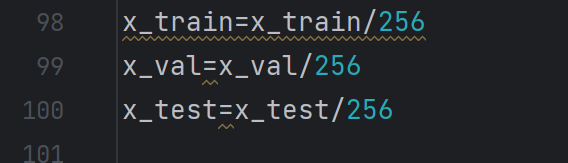 98 x_train=x_train/256
99 x_val=x_val/256
100 x_test=x_test/256
101